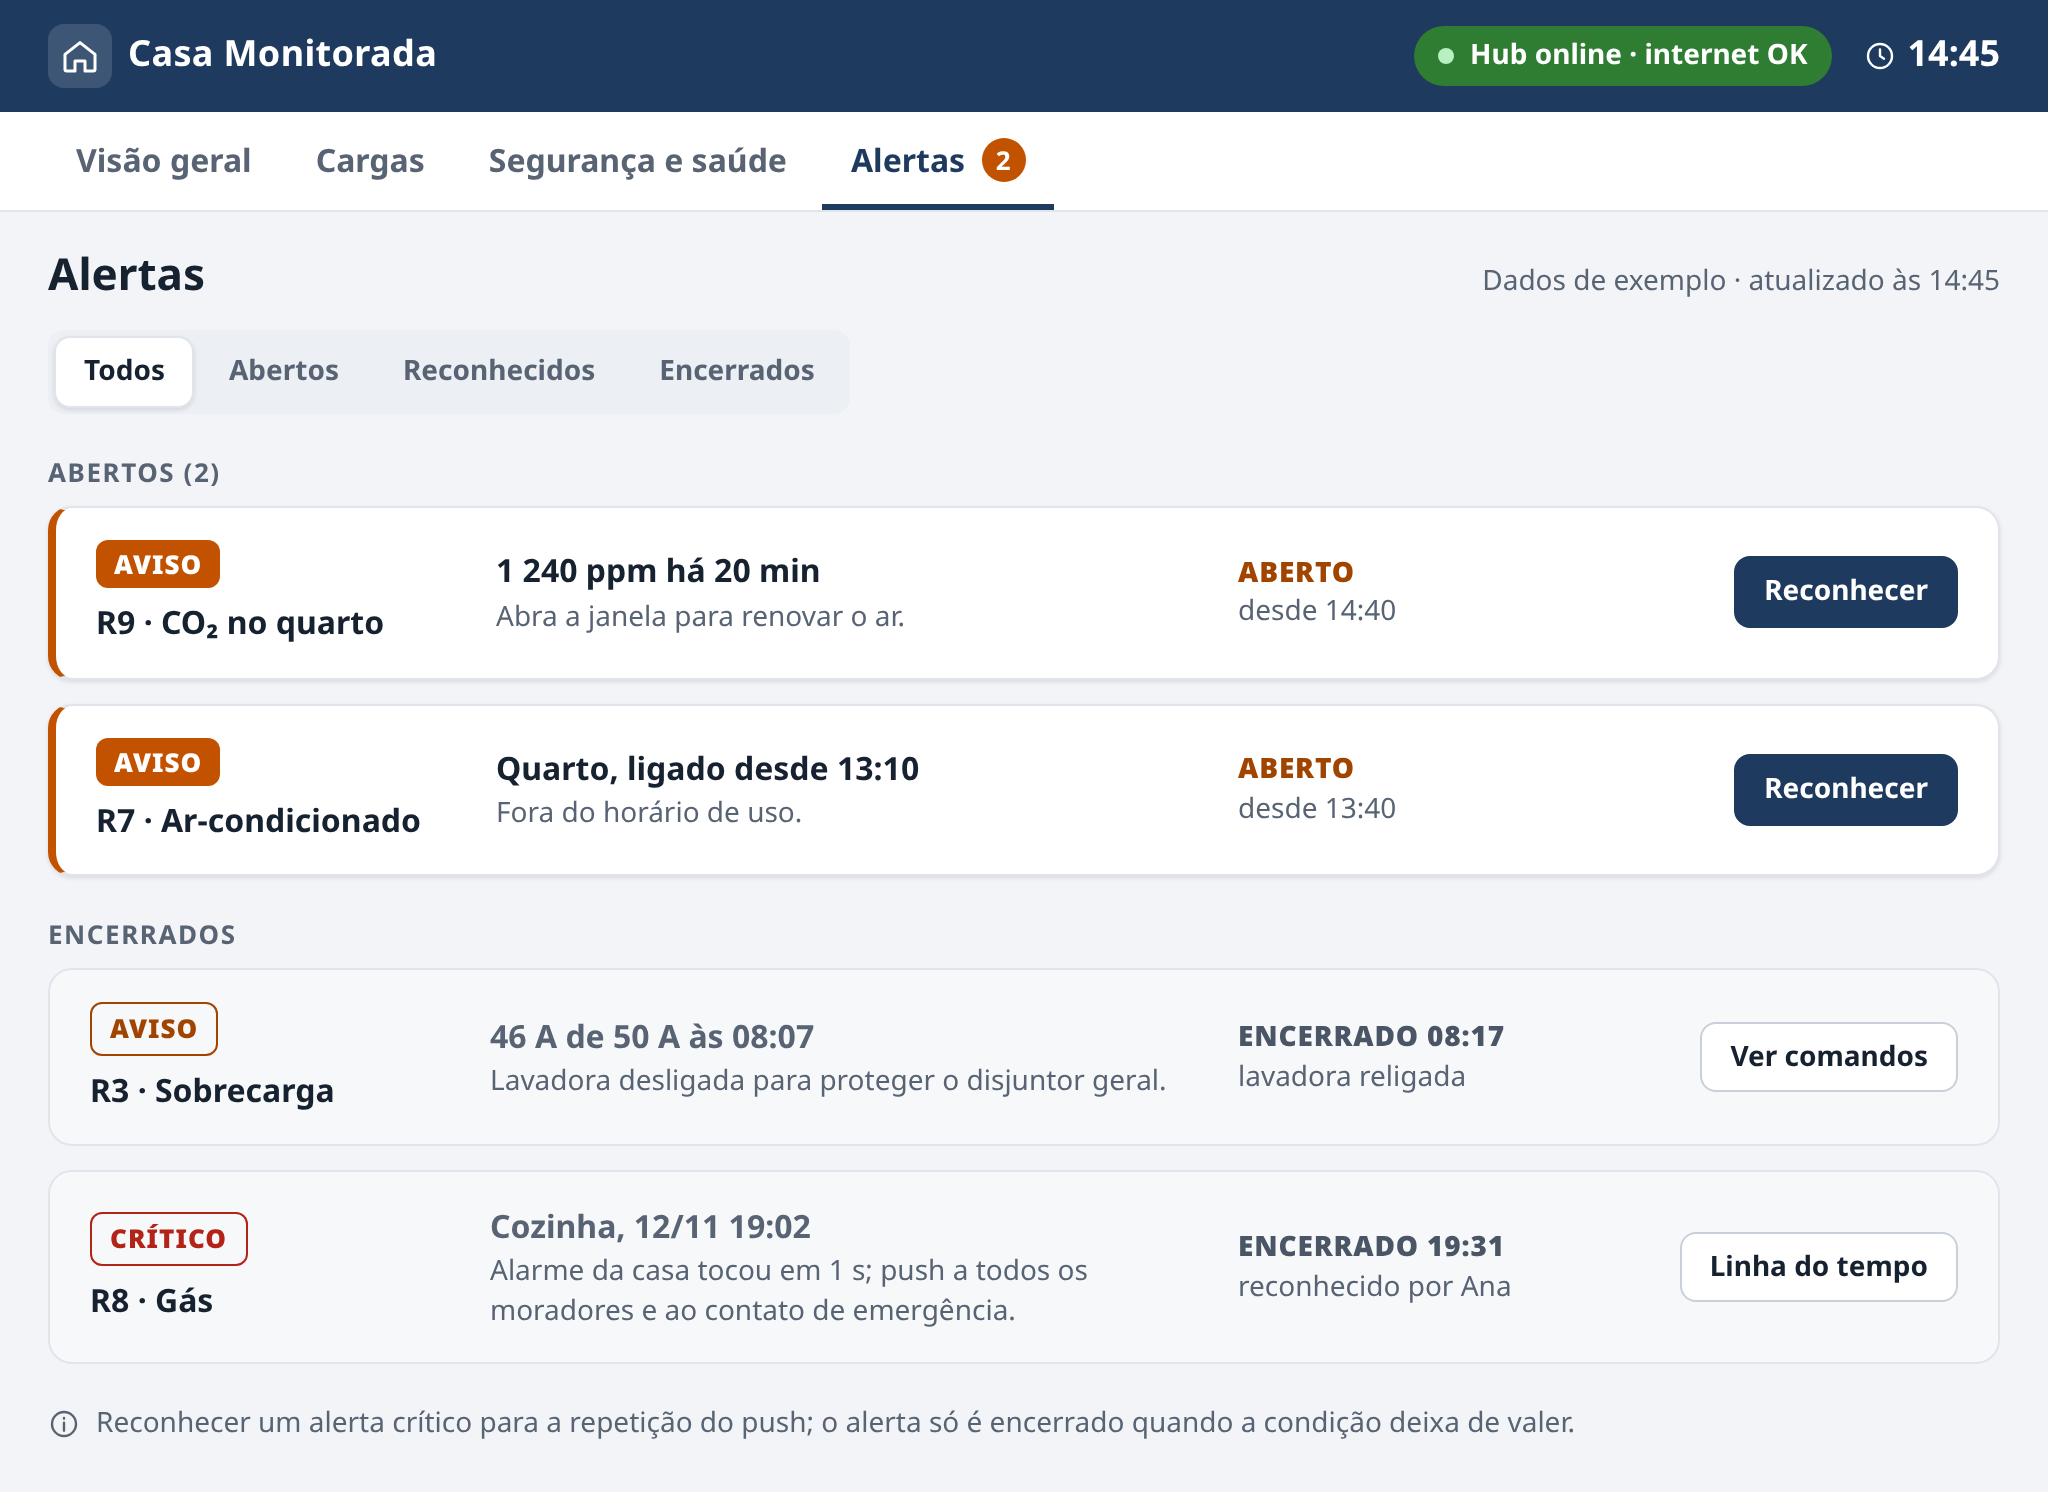 Casa Monitorada
Hub online · internet OK
14:45
Visão geral
Cargas
Segurança e saúde
Alertas
2
Alertas
Dados de exemplo · atualizado às 14:45
Todos
Abertos
Reconhecidos
Encerrados
ABERTOS (2)
AVISO
R9 · CO₂ no quarto
1 240 ppm há 20 min
Abra a janela para renovar o ar.
ABERTO
desde 14:40
Reconhecer
AVISO
R7 · Ar-condicionado
Quarto, ligado desde 13:10
Fora do horário de uso.
ABERTO
desde 13:40
Reconhecer
ENCERRADOS
AVISO
R3 · Sobrecarga
46 A de 50 A às 08:07
Lavadora desligada para proteger o disjuntor geral.
ENCERRADO 08:17
lavadora religada
Ver comandos
CRÍTICO
R8 · Gás
Cozinha, 12/11 19:02
Alarme da casa tocou em 1 s; push a todos os
moradores e ao contato de emergência.
ENCERRADO 19:31
reconhecido por Ana
Linha do tempo
Reconhecer um alerta crítico para a repetição do push; o alerta só é encerrado quando a condição deixa de valer.